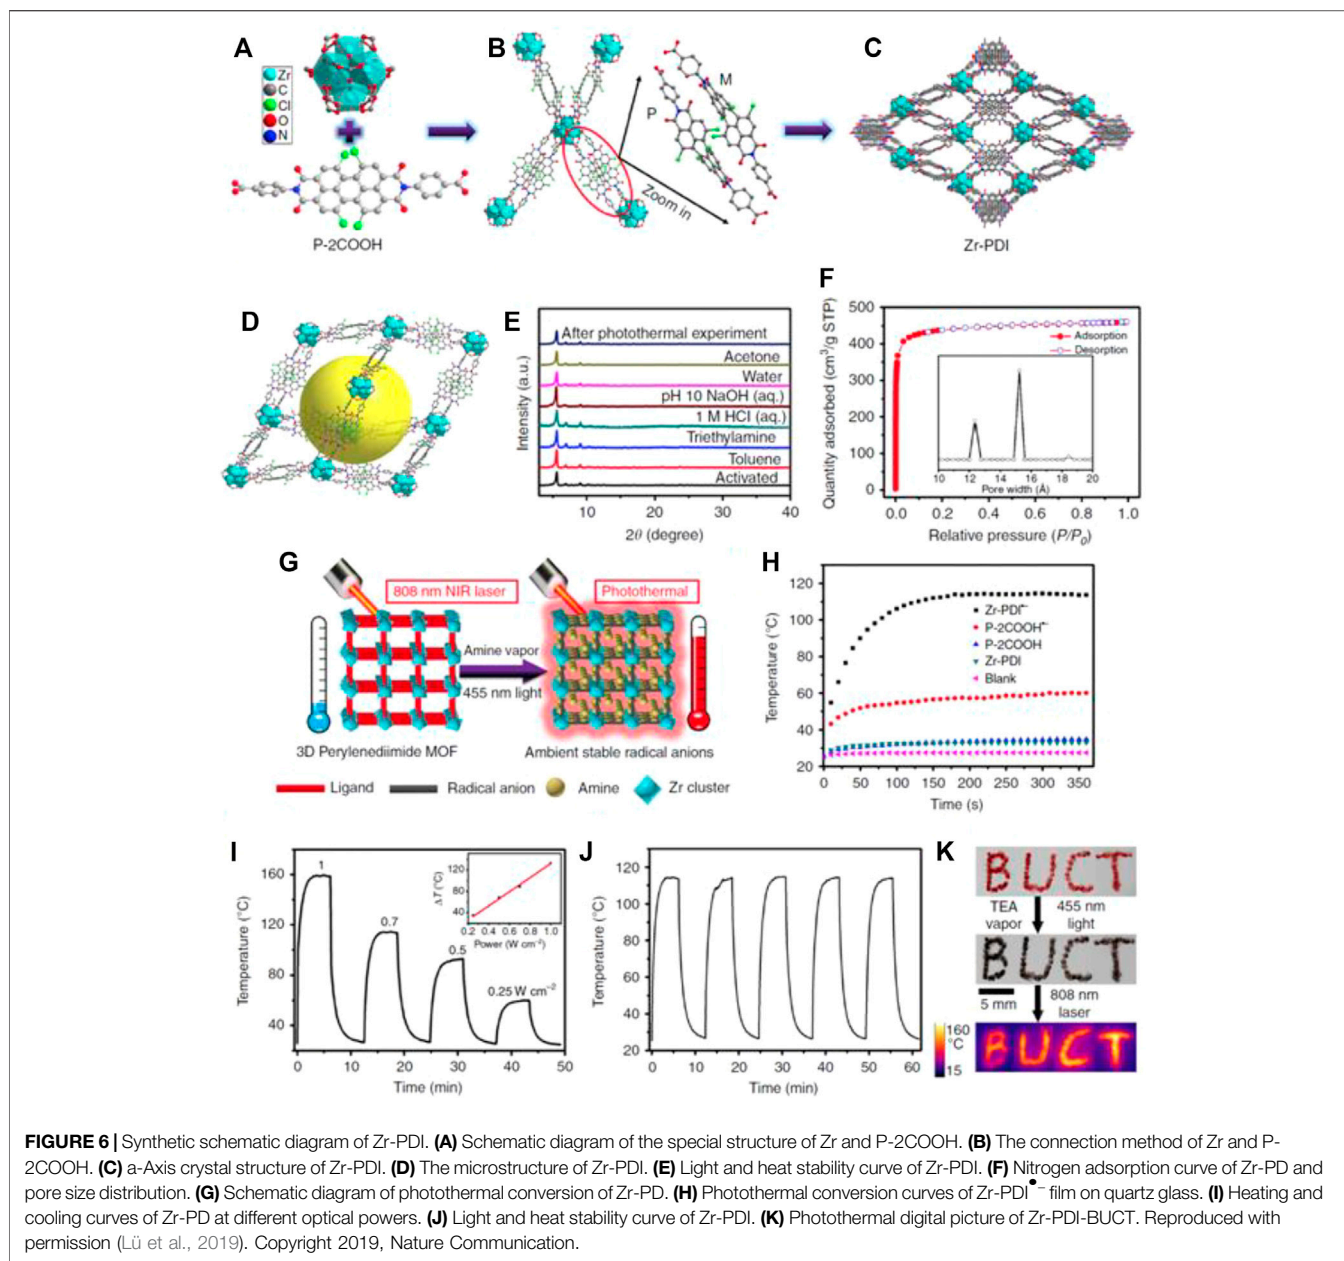 A
B
C
Zr
C
Cl
O
N
P-2COOH
M
P
Zoom in
Zr-PDI
D
E
After photothermal experiment
Acetone
Water
pH 10 NaOH (aq.)
1 M HCl (aq.)
Triethylamine
Toluene
Activated
Intensity (a.u.)
10 20 30 40
2θ (degree)
F
Quantity adsorbed (cm³/g STP)
500
400
300
200
100
0
Adsorption
Desorption
10 12 14 16 18 20
Pore width (Å)
0.0 0.2 0.4 0.6 0.8 1.0
Relative pressure (P/P₀)
G
808 nm NIR laser
Photothermal
Amine vapor
455 nm light
3D Perylenediimide MOF
Ambient stable radical anions
Ligand Radical anion Amine Zr cluster
H
Temperature (°C)
120
100
80
60
40
20
Zr-PDI•−
P-2COOH•−
P-2COOH
Zr-PDI
Blank
0 50 100 150 200 250 300 350
Time (s)
I
Temperature (°C)
160
120
80
40
1
0.7
0.5
0.25 W cm⁻²
ΔT (°C)
120
80
40
0.2 0.4 0.6 0.8 1.0
Power (W cm⁻²)
0 10 20 30 40 50
Time (min)
J
Temperature (°C)
120
100
80
60
40
20
0 10 20 30 40 50 60
Time (min)
K
BUCT
TEA vapor
455 nm light
BUCT
5 mm
808 nm laser
160
°C
15
BUCT
FIGURE 6 | Synthetic schematic diagram of Zr-PDI. (A) Schematic diagram of the special structure of Zr and P-2COOH. (B) The connection method of Zr and P-
2COOH. (C) a-Axis crystal structure of Zr-PDI. (D) The microstructure of Zr-PDI. (E) Light and heat stability curve of Zr-PDI. (F) Nitrogen adsorption curve of Zr-PD and
pore size distribution. (G) Schematic diagram of photothermal conversion of Zr-PD. (H) Photothermal conversion curves of Zr-PDI•− film on quartz glass. (I) Heating and
cooling curves of Zr-PD at different optical powers. (J) Light and heat stability curve of Zr-PDI. (K) Photothermal digital picture of Zr-PDI-BUCT. Reproduced with
permission (Lü et al., 2019). Copyright 2019, Nature Communication.